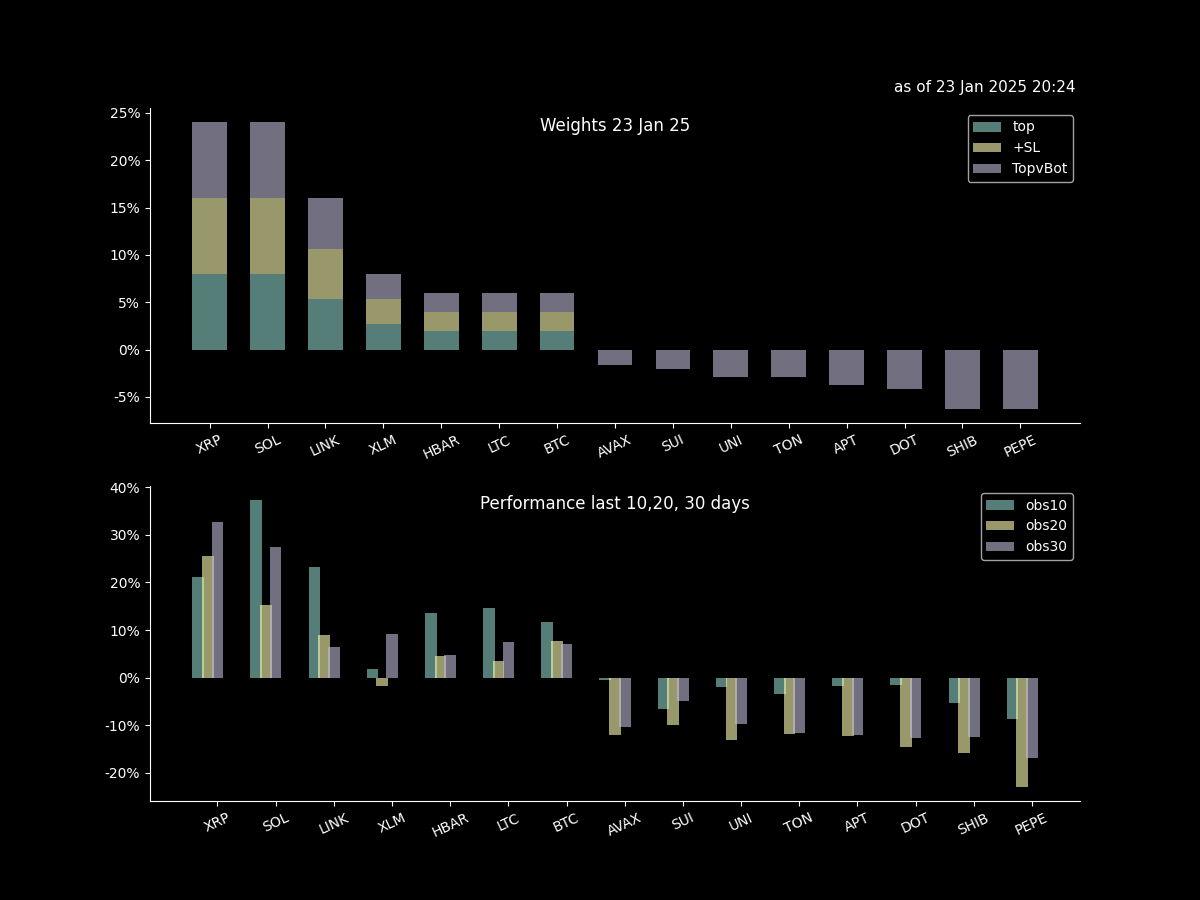 as of 23 Jan 2025 20:24
Weights 23 Jan 25
25%
20%
15%
10%
5%
0%
-5%
top
+SL
TopvBot
XRP SOL LINK XLM HBAR LTC BTC AVAX SUI UNI TON APT DOT SHIB PEPE
Performance last 10,20, 30 days
40%
30%
20%
10%
0%
-10%
-20%
obs10
obs20
obs30
XRP SOL LINK XLM HBAR LTC BTC AVAX SUI UNI TON APT DOT SHIB PEPE